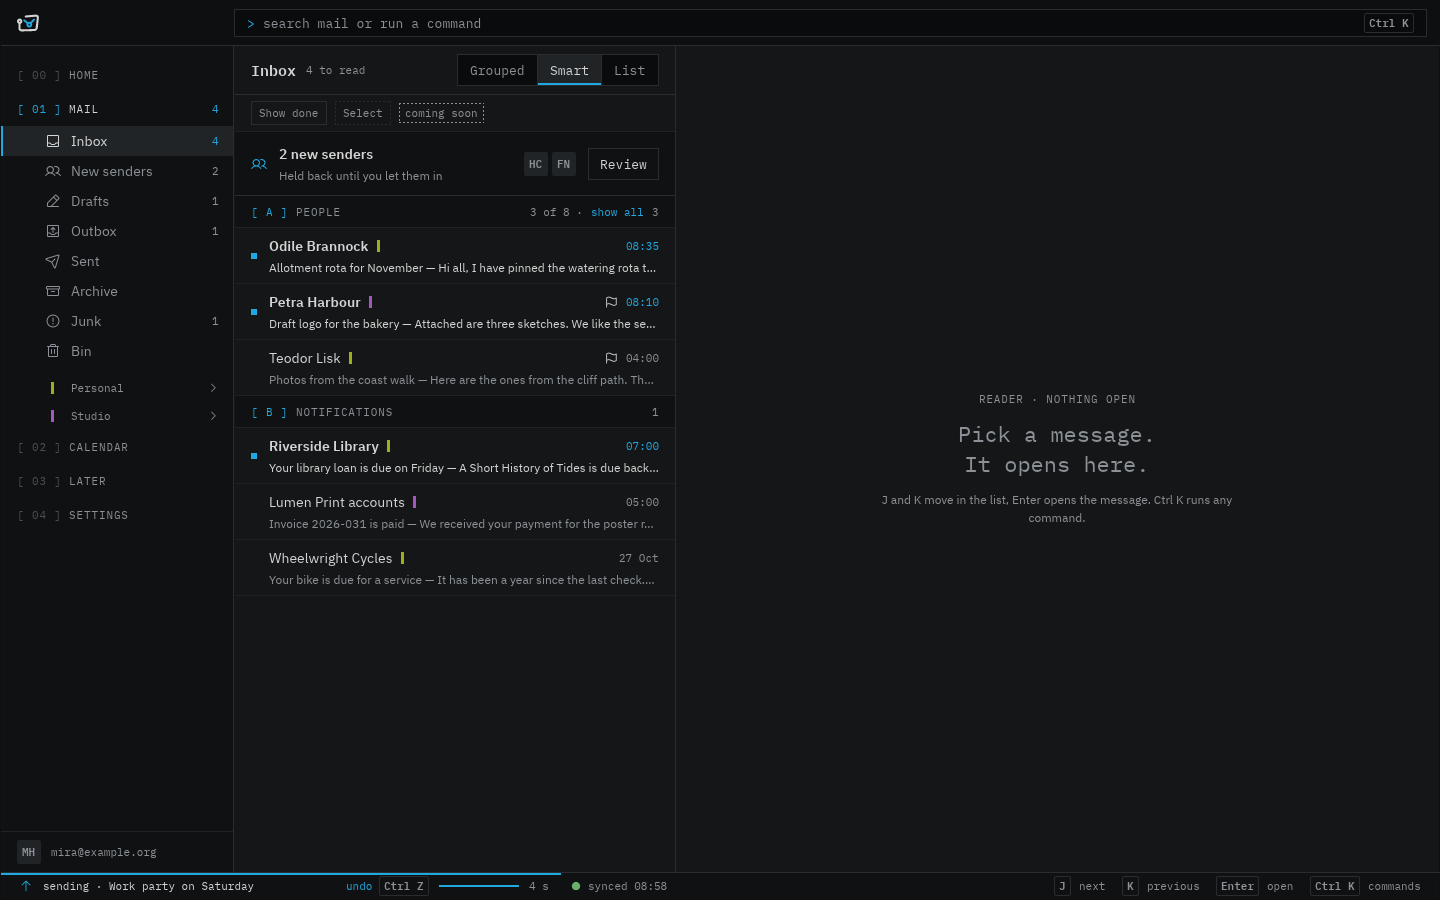 > search mail or run a command Ctrl K
[ 00 ] HOME
[ 01 ] MAIL 4
Inbox 4
New senders 2
Drafts 1
Outbox 1
Sent
Archive
Junk 1
Bin
Personal
Studio
[ 02 ] CALENDAR
[ 03 ] LATER
[ 04 ] SETTINGS
MH mira@example.org
Inbox 4 to read Grouped Smart List
Show done Select coming soon
2 new senders
Held back until you let them in
HC FN Review
[ A ] PEOPLE 3 of 8 · show all 3
Odile Brannock 08:35
Allotment rota for November — Hi all, I have pinned the watering rota t…
Petra Harbour 08:10
Draft logo for the bakery — Attached are three sketches. We like the se…
Teodor Lisk 04:00
Photos from the coast walk — Here are the ones from the cliff path. Th…
[ B ] NOTIFICATIONS 1
Riverside Library 07:00
Your library loan is due on Friday — A Short History of Tides is due back…
Lumen Print accounts 05:00
Invoice 2026-031 is paid — We received your payment for the poster r…
Wheelwright Cycles 27 Oct
Your bike is due for a service — It has been a year since the last check.…
READER · NOTHING OPEN
Pick a message.
It opens here.
J and K move in the list, Enter opens the message. Ctrl K runs any
command.
sending · Work party on Saturday undo Ctrl Z 4 s synced 08:58
J next K previous Enter open Ctrl K commands